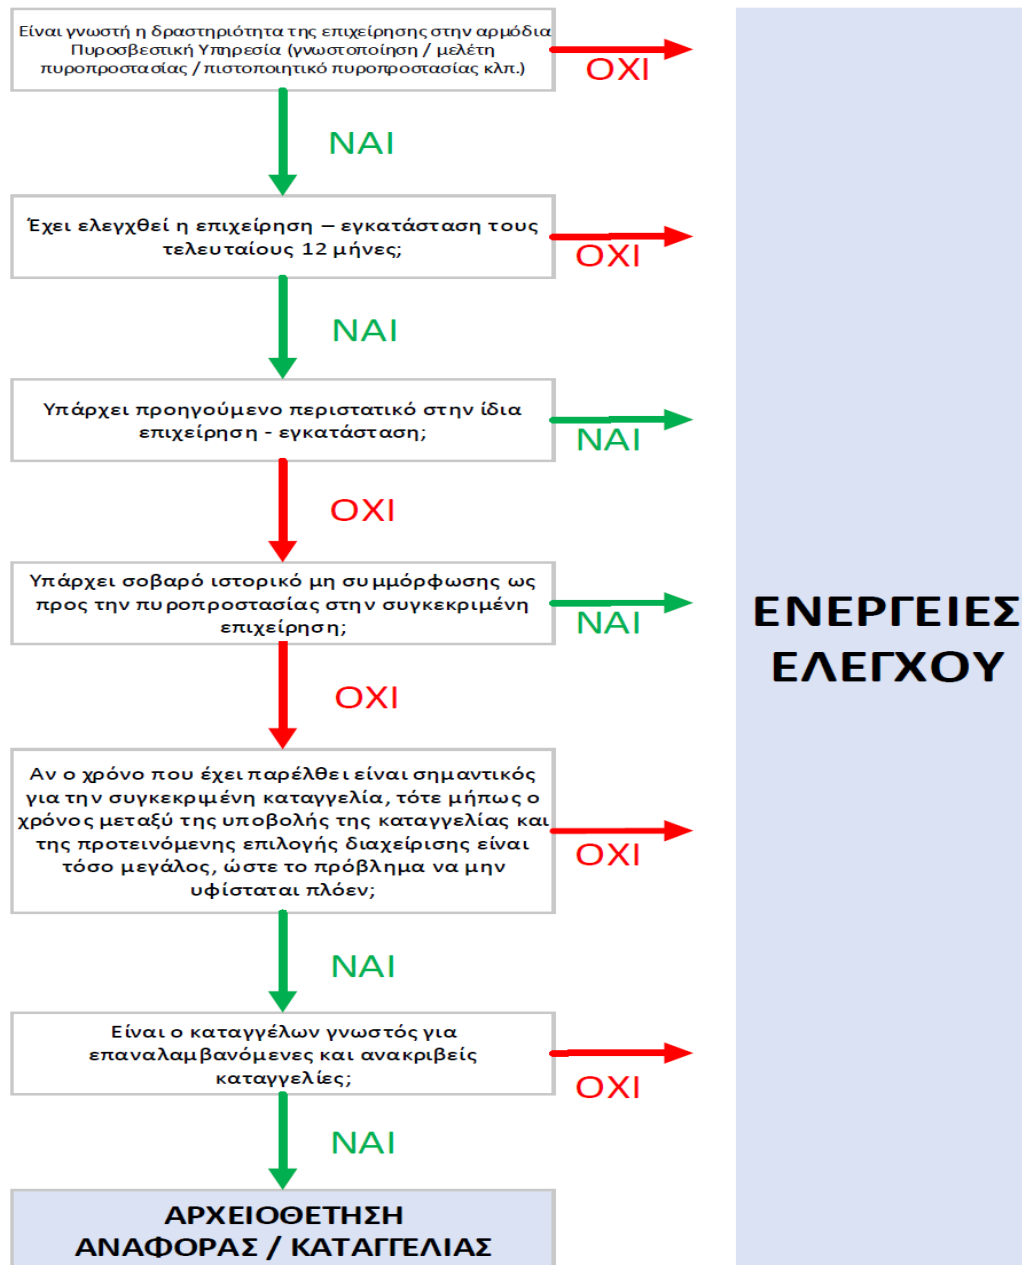 Είναι γνωστή η δραστηριότητα της επιχείρησης στην αρμόδια
Πυροσβεστική Υπηρεσία (γνωστοποίηση / μελέτη
πυροπροστασίας / πιστοποιητικό πυροπροστασίας κλπ.)
ΟΧΙ
ΝΑΙ
Έχει ελεγχθεί η επιχείρηση – εγκατάσταση τους
τελευταίους 12 μήνες;
ΟΧΙ
ΝΑΙ
Υπάρχει προηγούμενο περιστατικό στην ίδια
επιχείρηση - εγκατάσταση;
ΝΑΙ
ΟΧΙ
Υπάρχει σοβαρό ιστορικό μη συμμόρφωσης ως
προς την πυροπροστασίας στην συγκεκριμένη
επιχείρηση;
ΝΑΙ
ΕΝΕΡΓΕΙΕΣ
ΕΛΕΓΧΟΥ
ΟΧΙ
Αν ο χρόνο που έχει παρέλθει είναι σημαντικός
για την συγκεκριμένη καταγγελία, τότε μήπως ο
χρόνος μεταξύ της υποβολής της καταγγελίας και
της προτεινόμενης επιλογής διαχείρισης είναι
τόσο μεγάλος, ώστε το πρόβλημα να μην
υφίσταται πλόεν;
ΟΧΙ
ΝΑΙ
Είναι ο καταγγέλων γνωστός για
επαναλαμβανόμενες και ανακριβείς
καταγγελίες;
ΟΧΙ
ΝΑΙ
ΑΡΧΕΙΟΘΕΤΗΣΗ
ΑΝΑΦΟΡΑΣ / ΚΑΤΑΓΓΕΛΙΑΣ